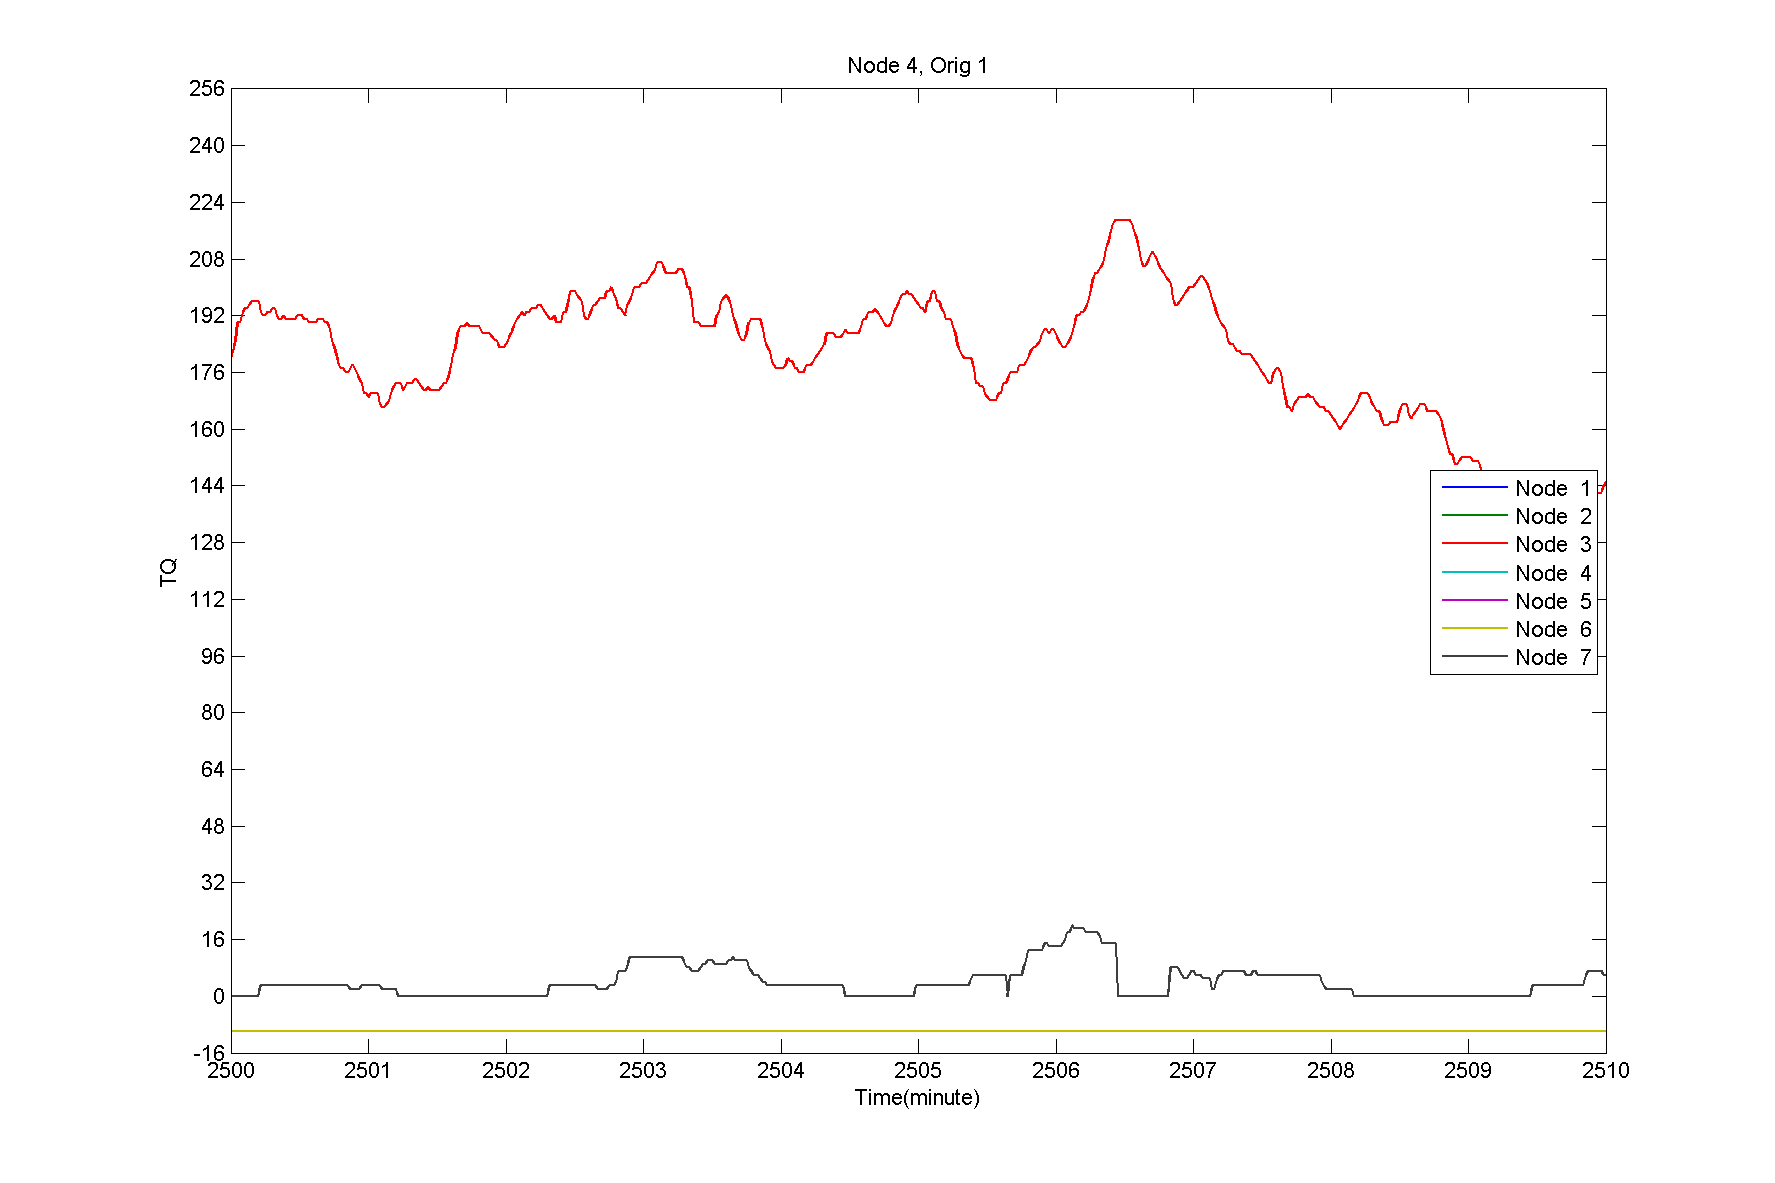 Node 4, Orig 1
256
240
224
208
192
176
160
144
128
112
96
80
64
48
32
16
0
-16
TQ
Node 1
Node 2
Node 3
Node 4
Node 5
Node 6
Node 7
2500 2501 2502 2503 2504 2505 2506 2507 2508 2509 2510
Time(minute)